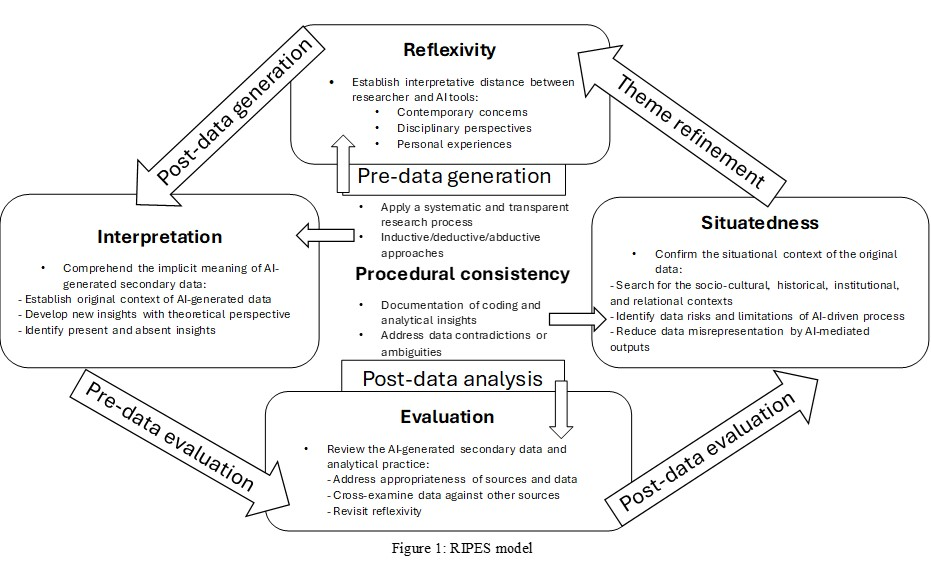 Reflexivity
• Establish interpretative distance between
researcher and AI tools:
• Contemporary concerns
• Disciplinary perspectives
• Personal experiences
Post-data generation
Theme refinement
Pre-data generation
• Apply a systematic and transparent
research process
• Inductive/deductive/abductive
approaches
Procedural consistency
• Documentation of coding and
analytical insights
• Address data contradictions or
ambiguities
Post-data analysis
Interpretation
• Comprehend the implicit meaning of AI-
generated secondary data:
- Establish original context of AI-generated data
- Develop new insights with theoretical perspective
- Identify present and absent insights
Situatedness
• Confirm the situational context of the original
data:
- Search for the socio-cultural, historical, institutional,
and relational contexts
- Identify data risks and limitations of AI-driven process
- Reduce data misrepresentation by AI-mediated
outputs
Pre-data evaluation
Evaluation
• Review the AI-generated secondary data and
analytical practice:
- Address appropriateness of sources and data
- Cross-examine data against other sources
- Revisit reflexivity
Post-data evaluation
Figure 1: RIPES model